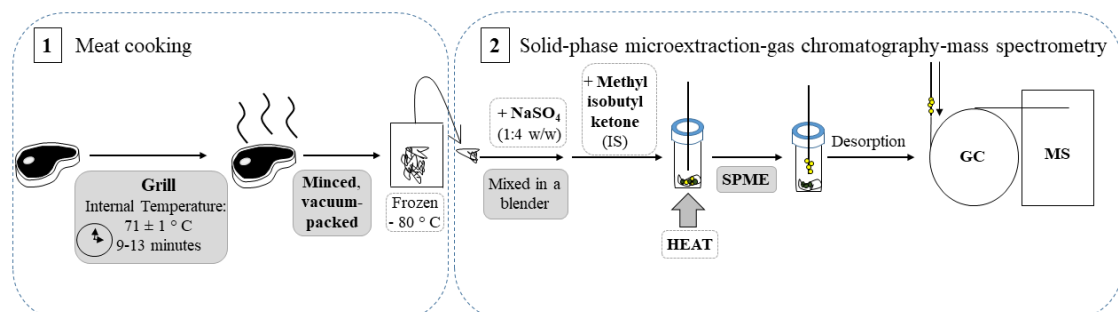 1 Meat cooking
Grill
Internal Temperature:
71 ± 1 ° C
9-13 minutes
Minced,
vacuum-
packed
Frozen
- 80 ° C
2 Solid-phase microextraction-gas chromatography-mass spectrometry
+ NaSO₄
(1:4 w/w)
Mixed in a
blender
+ Methyl
isobutyl
ketone
(IS)
HEAT
SPME
Desorption
GC
MS